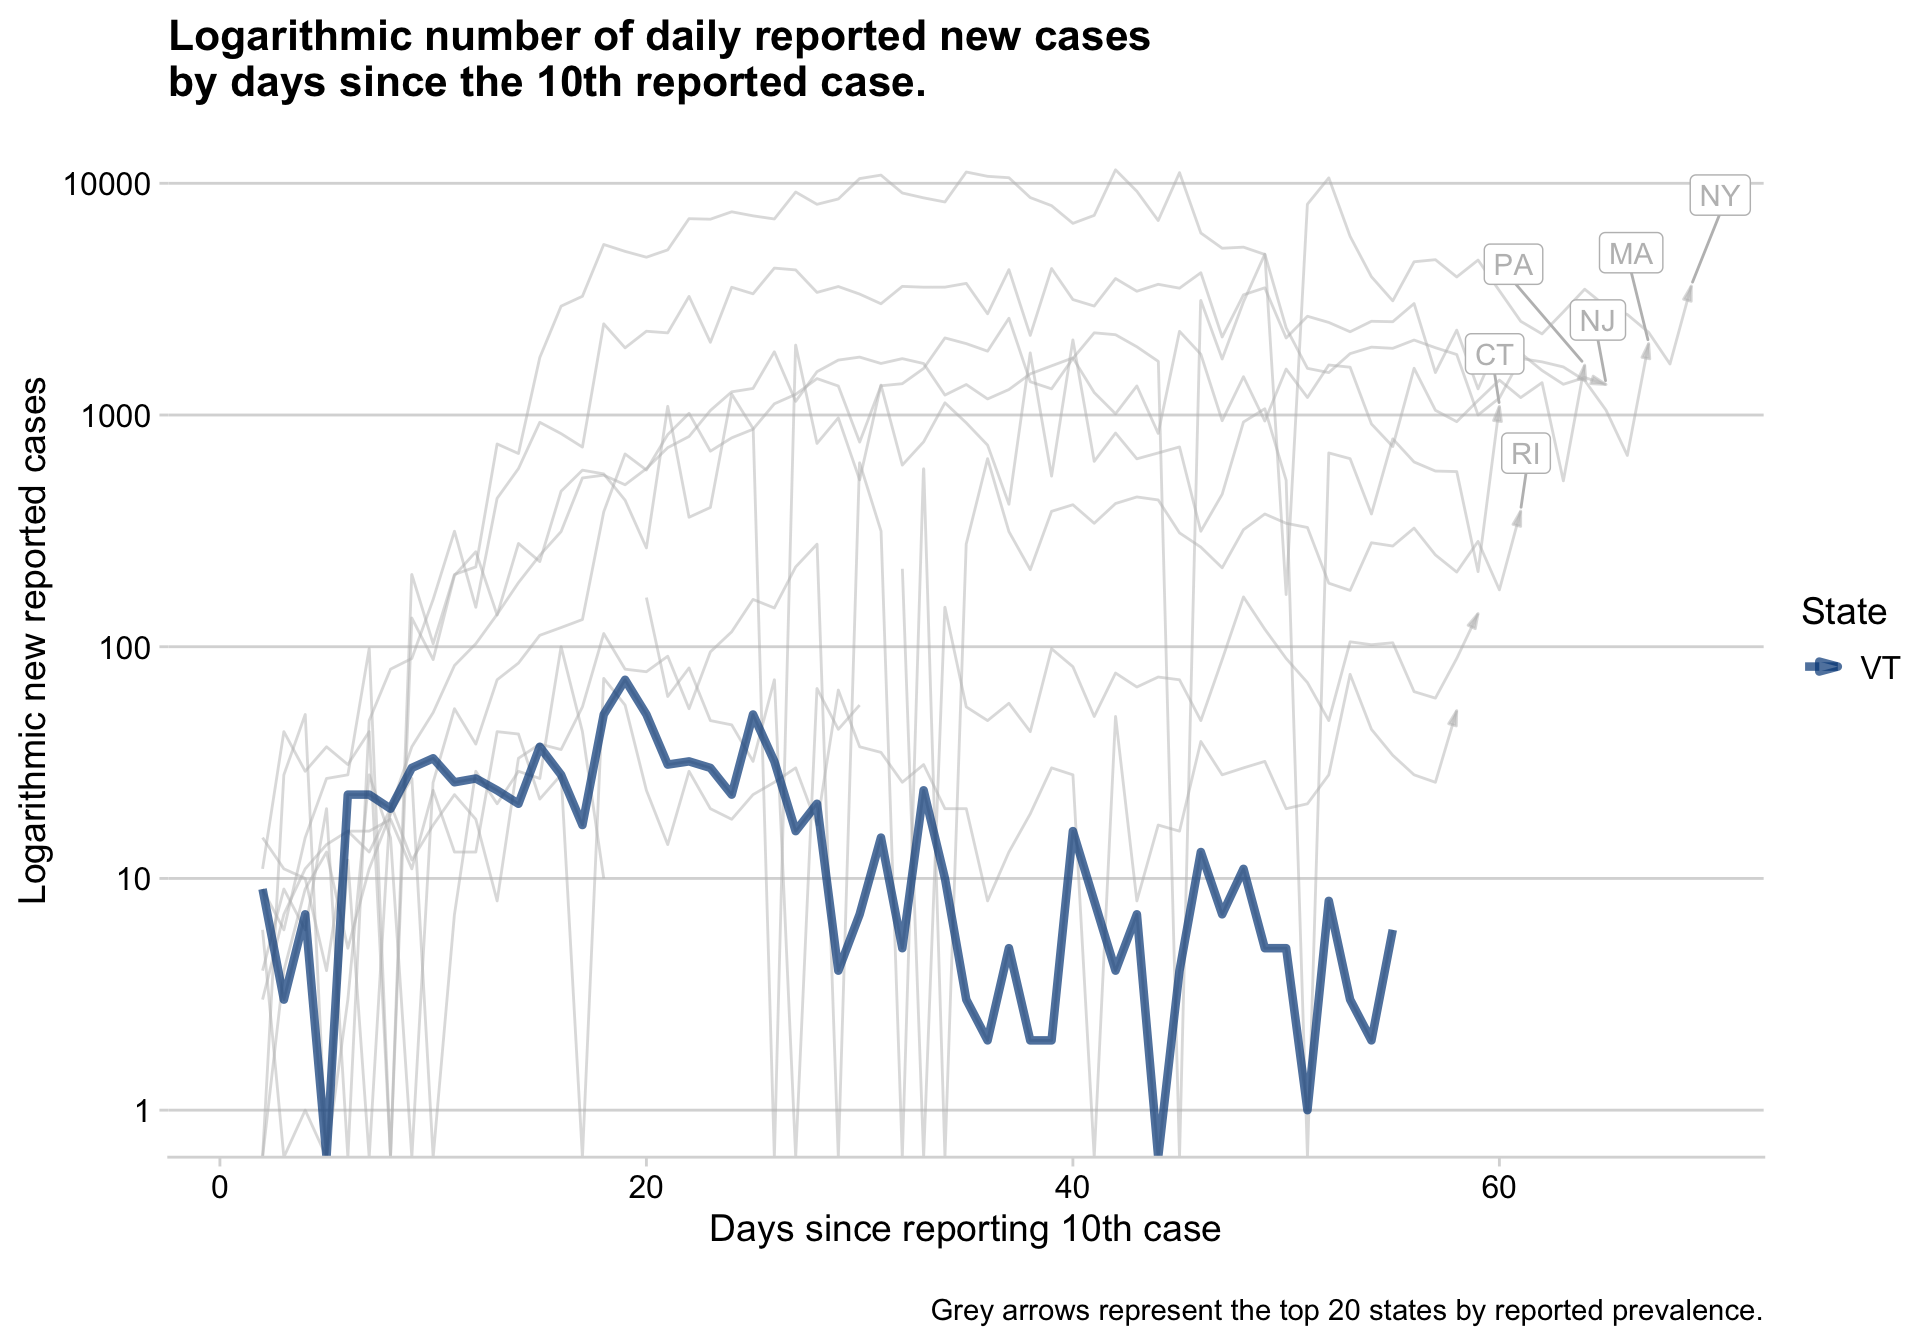 Logarithmic number of daily reported new cases
by days since the 10th reported case.
Logarithmic new reported cases
10000
1000
100
10
1
NY
MA
PA
NJ
CT
RI
State
VT
0
20
40
60
Days since reporting 10th case
Grey arrows represent the top 20 states by reported prevalence.